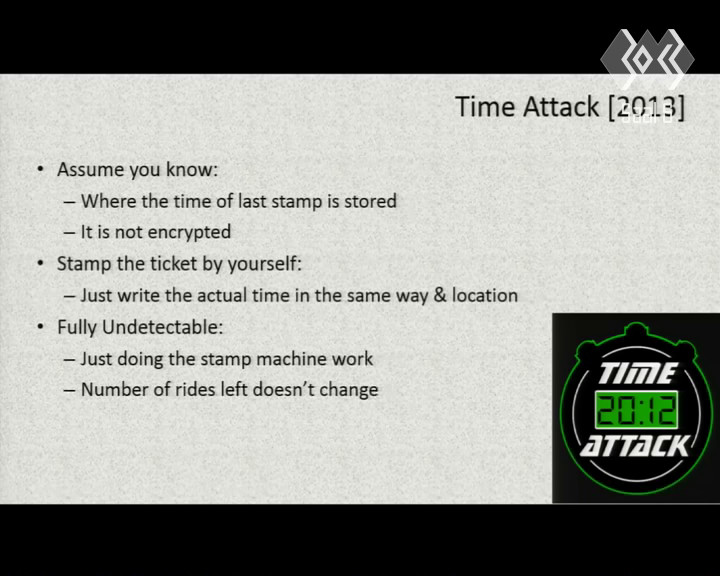 Time Attack [2013]
• Assume you know:
– Where the time of last stamp is stored
– It is not encrypted
• Stamp the ticket by yourself:
– Just write the actual time in the same way & location
• Fully Undetectable:
– Just doing the stamp machine work
– Number of rides left doesn't change
TIME
20:12
ATTACK